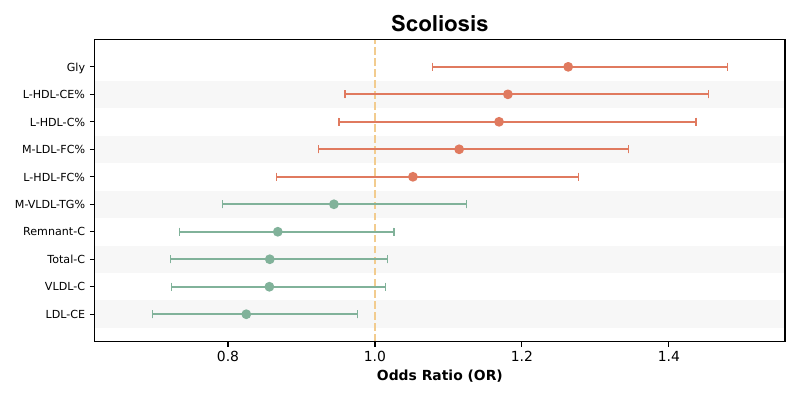 Scoliosis
Gly
L-HDL-CE%
L-HDL-C%
M-LDL-FC%
L-HDL-FC%
M-VLDL-TG%
Remnant-C
Total-C
VLDL-C
LDL-CE
0.8 1.0 1.2 1.4
Odds Ratio (OR)